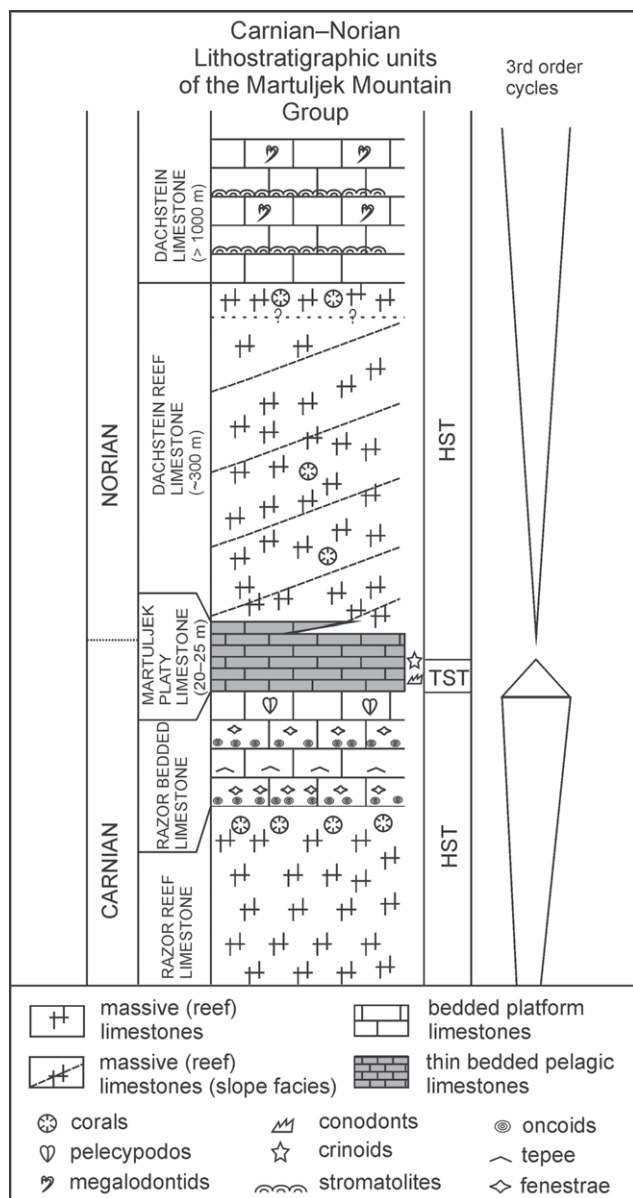 Carnian–Norian
Lithostratigraphic units
of the Martuljek Mountain
Group
3rd order
cycles
NORIAN
CARNIAN
DACHSTEIN
LIMESTONE
(> 1000 m)
DACHSTEIN REEF
LIMESTONE
(~300 m)
MARTULJEK
PLATY
LIMESTONE
(20–25 m)
RAZOR BEDDED
LIMESTONE
RAZOR REEF
LIMESTONE
? ?
HST
TST
HST
massive (reef)
limestones
bedded platform
limestones
massive (reef)
limestones (slope facies)
thin bedded pelagic
limestones
corals
conodonts
oncoids
pelecypodos
crinoids
tepee
megalodontids
stromatolites
fenestrae